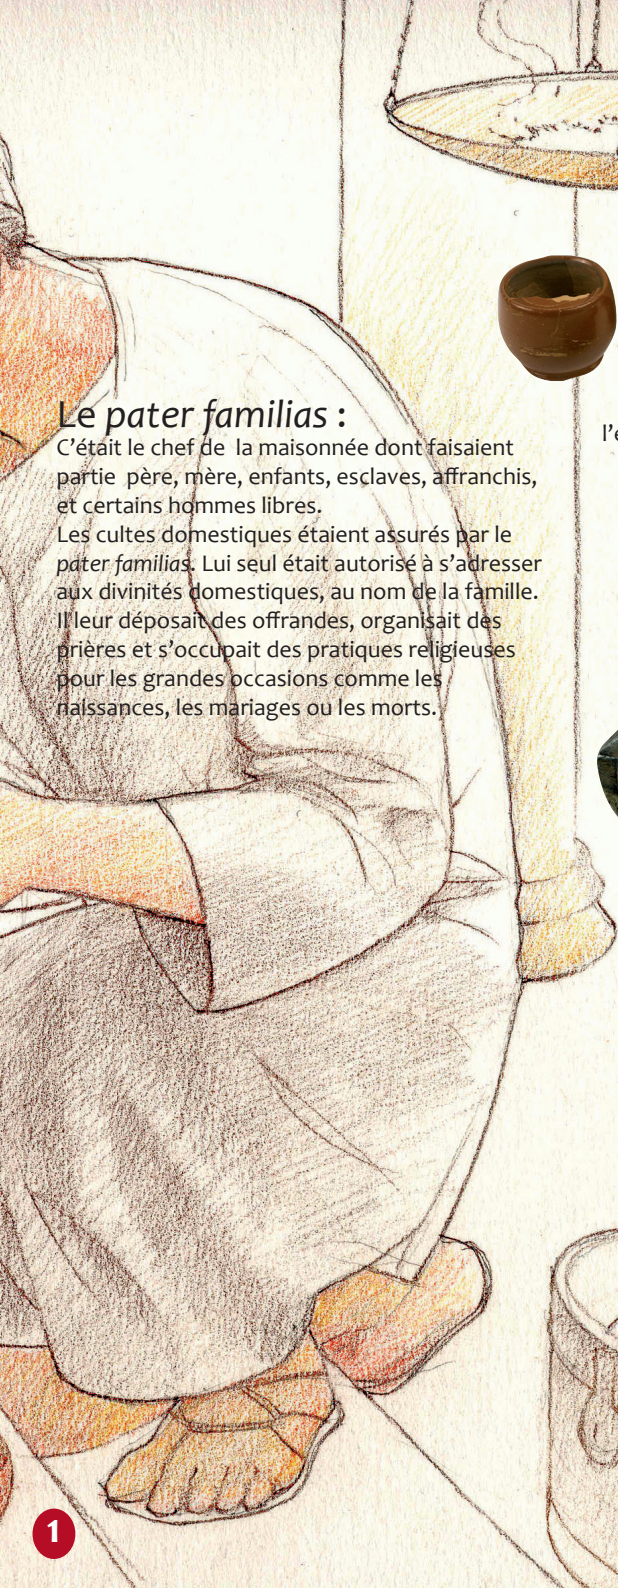 Le pater familias :
C’était le chef de la maisonnée dont faisaient
partie père, mère, enfants, esclaves, affranchis,
et certains hommes libres.
Les cultes domestiques étaient assurés par le
pater familias. Lui seul était autorisé à s’adresser
aux divinités domestiques, au nom de la famille.
Il leur déposait des offrandes, organisait des
prières et s’occupait des pratiques religieuses
pour les grandes occasions comme les
naissances, les mariages ou les morts.
1